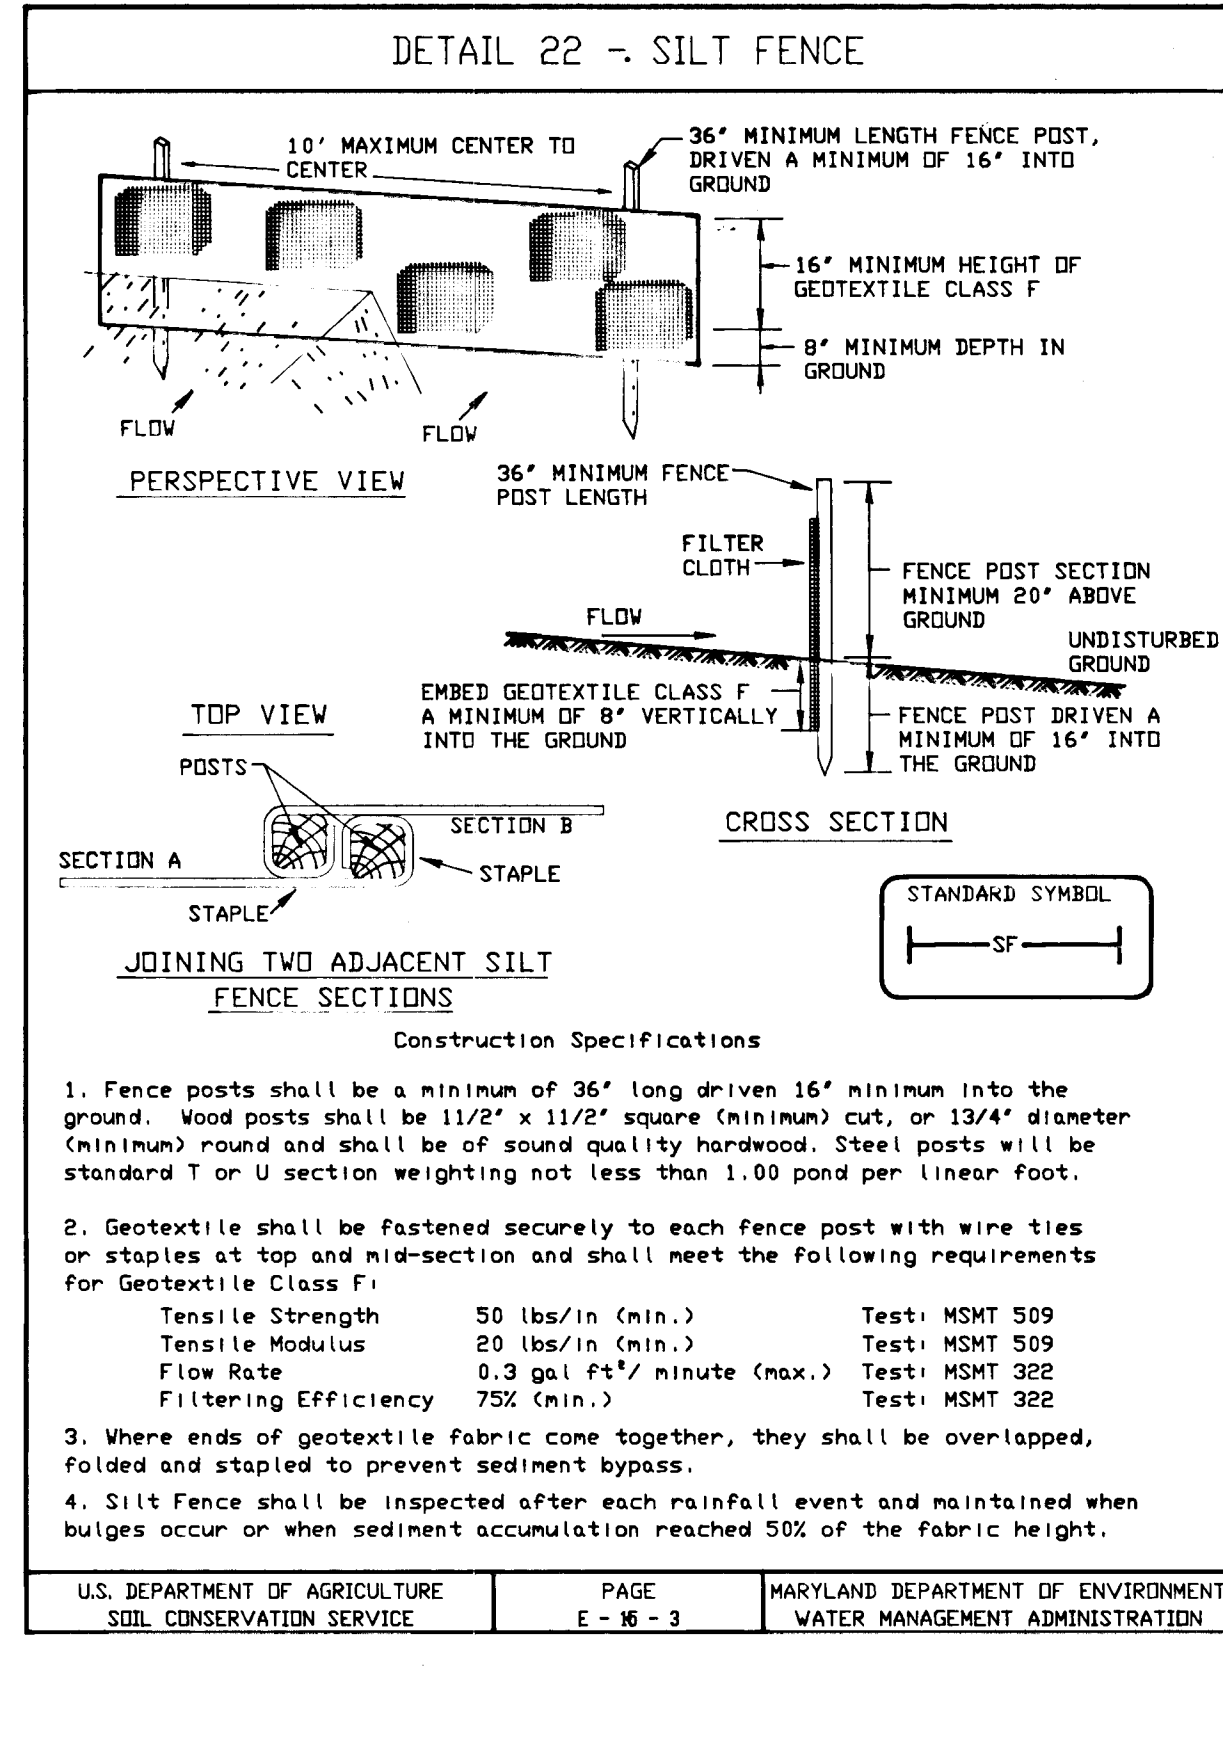 DETAIL 22 -. SILT FENCE
10' MAXIMUM CENTER TO
CENTER
36" MINIMUM LENGTH FENCE POST,
DRIVEN A MINIMUM OF 16" INTO
GROUND
16" MINIMUM HEIGHT OF
GEOTEXTILE CLASS F
8" MINIMUM DEPTH IN
GROUND
FLOW
FLOW
PERSPECTIVE VIEW
36" MINIMUM FENCE
POST LENGTH
FILTER
CLOTH
FENCE POST SECTION
MINIMUM 20" ABOVE
GROUND
FLOW
UNDISTURBED
GROUND
EMBED GEOTEXTILE CLASS F
A MINIMUM OF 8" VERTICALLY
INTO THE GROUND
FENCE POST DRIVEN A
MINIMUM OF 16" INTO
THE GROUND
CROSS SECTION
TOP VIEW
POSTS
SECTION B
SECTION A
STAPLE
STAPLE
JOINING TWO ADJACENT SILT
FENCE SECTIONS
STANDARD SYMBOL
SF
Construction Specifications
1. Fence posts shall be a minimum of 36" long driven 16" minimum into the
ground. Wood posts shall be 11/2" x 11/2" square (minimum) cut, or 13/4" diameter
(minimum) round and shall be of sound quality hardwood. Steel posts will be
standard T or U section weighting not less than 1.00 pond per linear foot.
2. Geotextile shall be fastened securely to each fence post with wire ties
or staples at top and mid-section and shall meet the following requirements
for Geotextile Class F:
Tensile Strength 50 lbs/in (min.) Test: MSMT 509
Tensile Modulus 20 lbs/in (min.) Test: MSMT 509
Flow Rate 0.3 gal ft²/ minute (max.) Test: MSMT 322
Filtering Efficiency 75% (min.) Test: MSMT 322
3. Where ends of geotextile fabric come together, they shall be overlapped,
folded and stapled to prevent sediment bypass.
4. Silt Fence shall be inspected after each rainfall event and maintained when
bulges occur or when sediment accumulation reached 50% of the fabric height.
U.S. DEPARTMENT OF AGRICULTURE
SOIL CONSERVATION SERVICE
PAGE
E - 16 - 3
MARYLAND DEPARTMENT OF ENVIRONMENT
WATER MANAGEMENT ADMINISTRATION